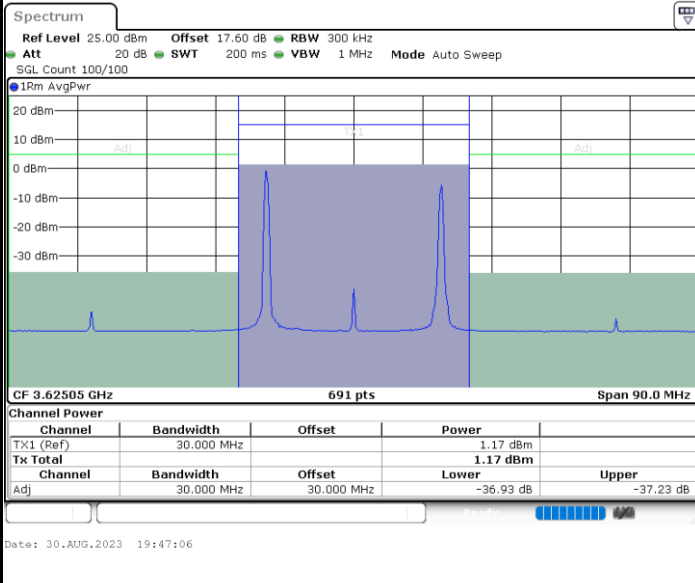 Spectrum
Ref Level 25.00 dBm Offset 17.60 dB RBW 300 kHz
Att 20 dB SWT 200 ms VBW 1 MHz Mode Auto Sweep
SGL Count 100/100
1Rm AvgPwr
20 dBm
TX1
10 dBm
Adj Adj
0 dBm
-10 dBm
-20 dBm
-30 dBm
CF 3.62505 GHz 691 pts Span 90.0 MHz
Channel Power
Channel Bandwidth Offset Power
TX1 (Ref) 30.000 MHz 1.17 dBm
Tx Total 1.17 dBm
Channel Bandwidth Offset Lower Upper
Adj 30.000 MHz 30.000 MHz -36.93 dB -37.23 dB
Ready
Date: 30.AUG.2023 19:47:06